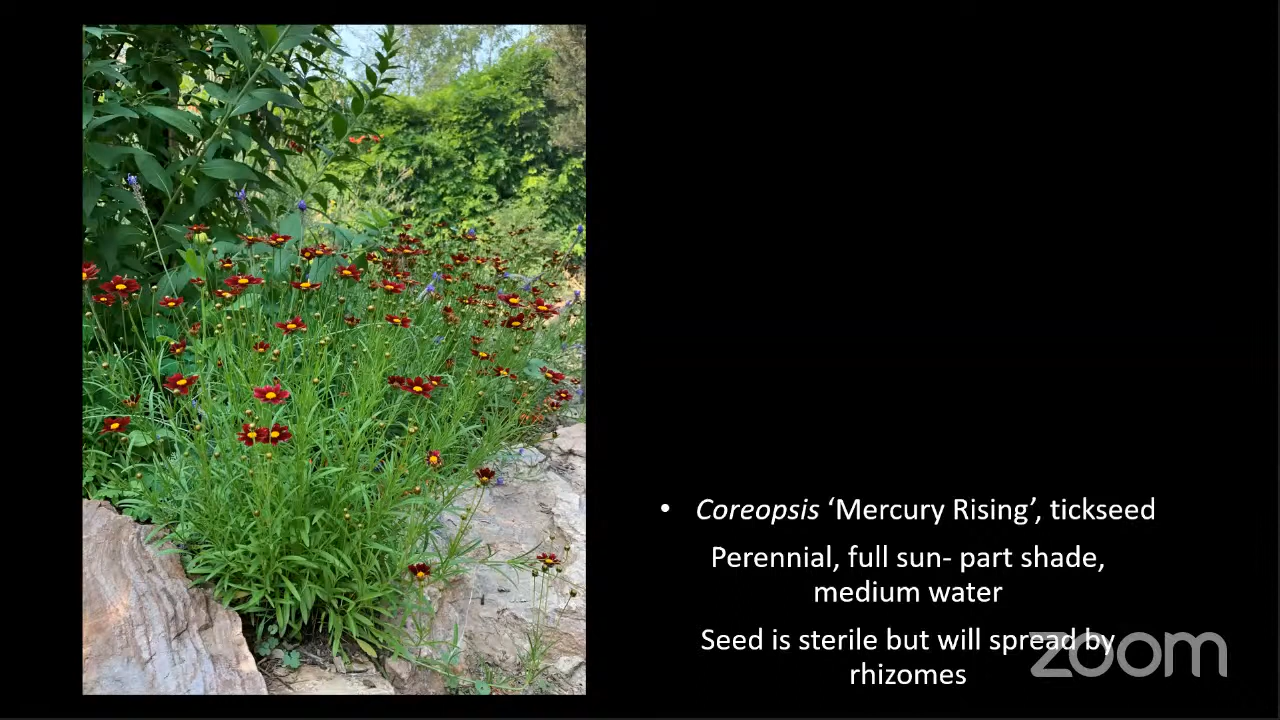 • Coreopsis ‘Mercury Rising’, tickseed
Perennial, full sun- part shade,
medium water
Seed is sterile but will spread by
rhizomes
zoom